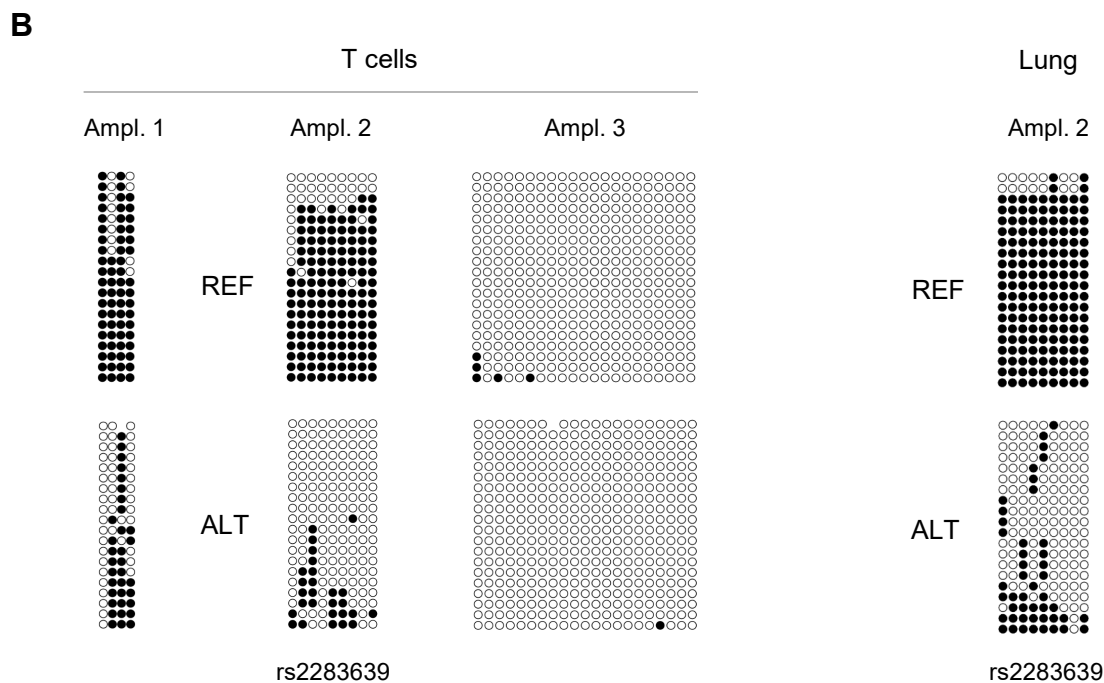 B
T cells
Lung
Ampl. 1
Ampl. 2
Ampl. 3
Ampl. 2
REF
REF
ALT
ALT
rs2283639
rs2283639